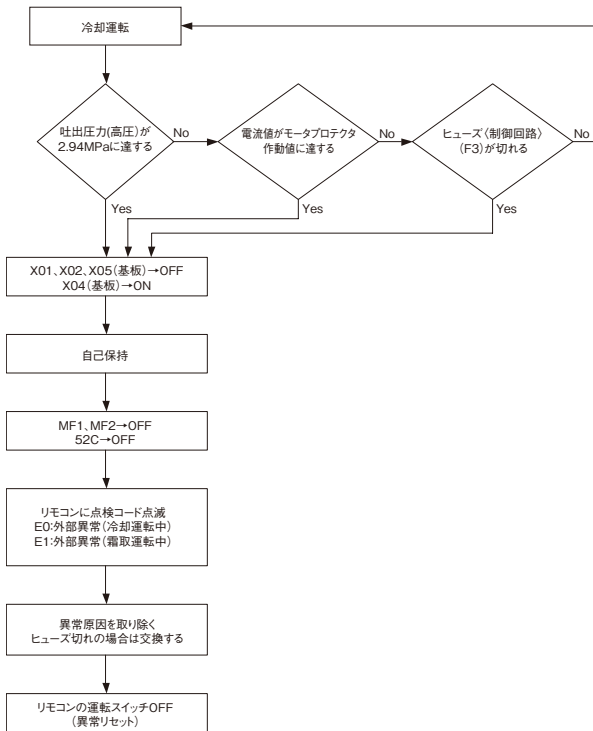 冷却運転
吐出圧力(高圧)が
2.94MPaに達する
No
電流値がモータプロテクタ
作動値に達する
No
ヒューズ〈制御回路〉
(F3)が切れる
No
Yes
Yes
Yes
X01、X02、X05(基板)→OFF
X04(基板)→ON
自己保持
MF1、MF2→OFF
52C→OFF
リモコンに点検コード点滅
E0:外部異常(冷却運転中)
E1:外部異常(霜取運転中)
異常原因を取り除く
ヒューズ切れの場合は交換する
リモコンの運転スイッチOFF
(異常リセット)